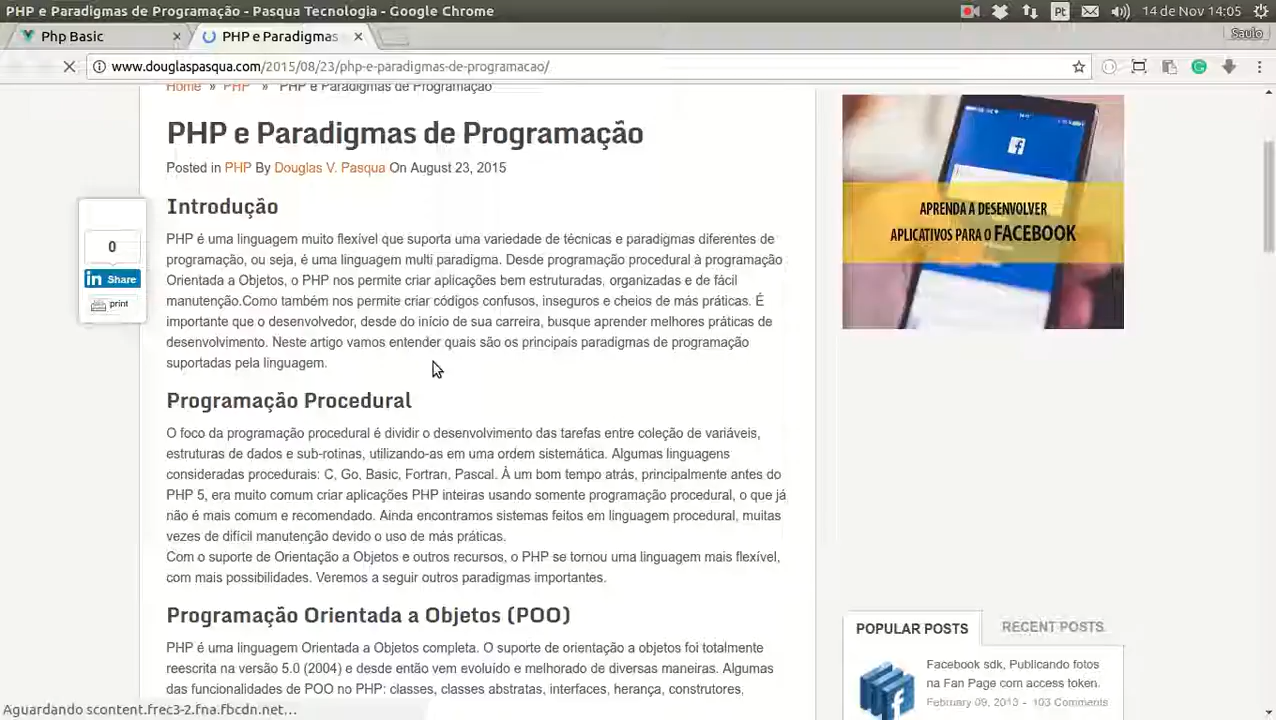 PHP e Paradigmas de Programação - Pasqua Tecnologia - Google Chrome
Pt
14 de Nov 14:05
Php Basic
PHP e Paradigmas
Saulo
www.douglaspasqua.com/2015/08/23/php-e-paradigmas-de-programacao/
Home » PHP » PHP e Paradigmas de Programação
PHP e Paradigmas de Programação
Posted in PHP By Douglas V. Pasqua On August 23, 2015
0
in Share
print
Introdução
PHP é uma linguagem muito flexível que suporta uma variedade de técnicas e paradigmas diferentes de
programação, ou seja, é uma linguagem multi paradigma. Desde programação procedural à programação
Orientada a Objetos, o PHP nos permite criar aplicações bem estruturadas, organizadas e de fácil
manutenção.Como também nos permite criar códigos confusos, inseguros e cheios de más práticas. É
importante que o desenvolvedor, desde do início de sua carreira, busque aprender melhores práticas de
desenvolvimento. Neste artigo vamos entender quais são os principais paradigmas de programação
suportadas pela linguagem.
Programação Procedural
O foco da programação procedural é dividir o desenvolvimento das tarefas entre coleção de variáveis,
estruturas de dados e sub-rotinas, utilizando-as em uma ordem sistemática. Algumas linguagens
consideradas procedurais: C, Go, Basic, Fortran, Pascal. À um bom tempo atrás, principalmente antes do
PHP 5, era muito comum criar aplicações PHP inteiras usando somente programação procedural, o que já
não é mais comum e recomendado. Ainda encontramos sistemas feitos em linguagem procedural, muitas
vezes de difícil manutenção devido o uso de más práticas.
Com o suporte de Orientação a Objetos e outros recursos, o PHP se tornou uma linguagem mais flexível,
com mais possibilidades. Veremos a seguir outros paradigmas importantes.
Programação Orientada a Objetos (POO)
PHP é uma linguagem Orientada a Objetos completa. O suporte de orientação a objetos foi totalmente
reescrita na versão 5.0 (2004) e desde então vem evoluído e melhorado de diversas maneiras. Algumas
das funcionalidades de POO no PHP: classes, classes abstratas, interfaces, herança, construtores,
APRENDA A DESENVOLVER
APLICATIVOS PARA O FACEBOOK
POPULAR POSTS
RECENT POSTS
Facebook sdk, Publicando fotos
na Fan Page com access token.
February 09, 2013 - 103 Comments
Aguardando scontent.frec3-2.fna.fbcdn.net...